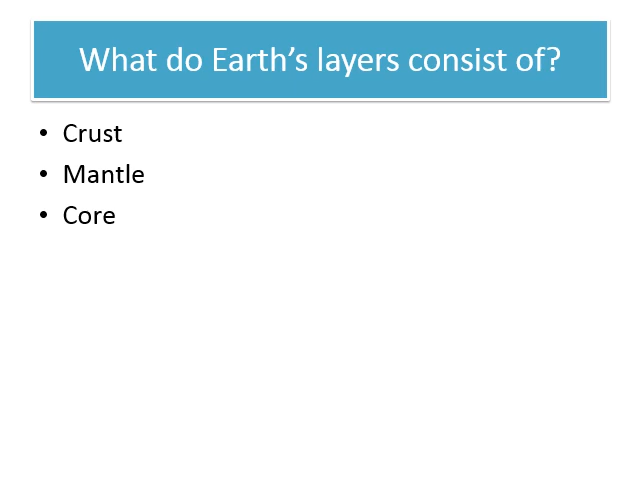 What do Earth’s layers consist of?
• Crust
• Mantle
• Core